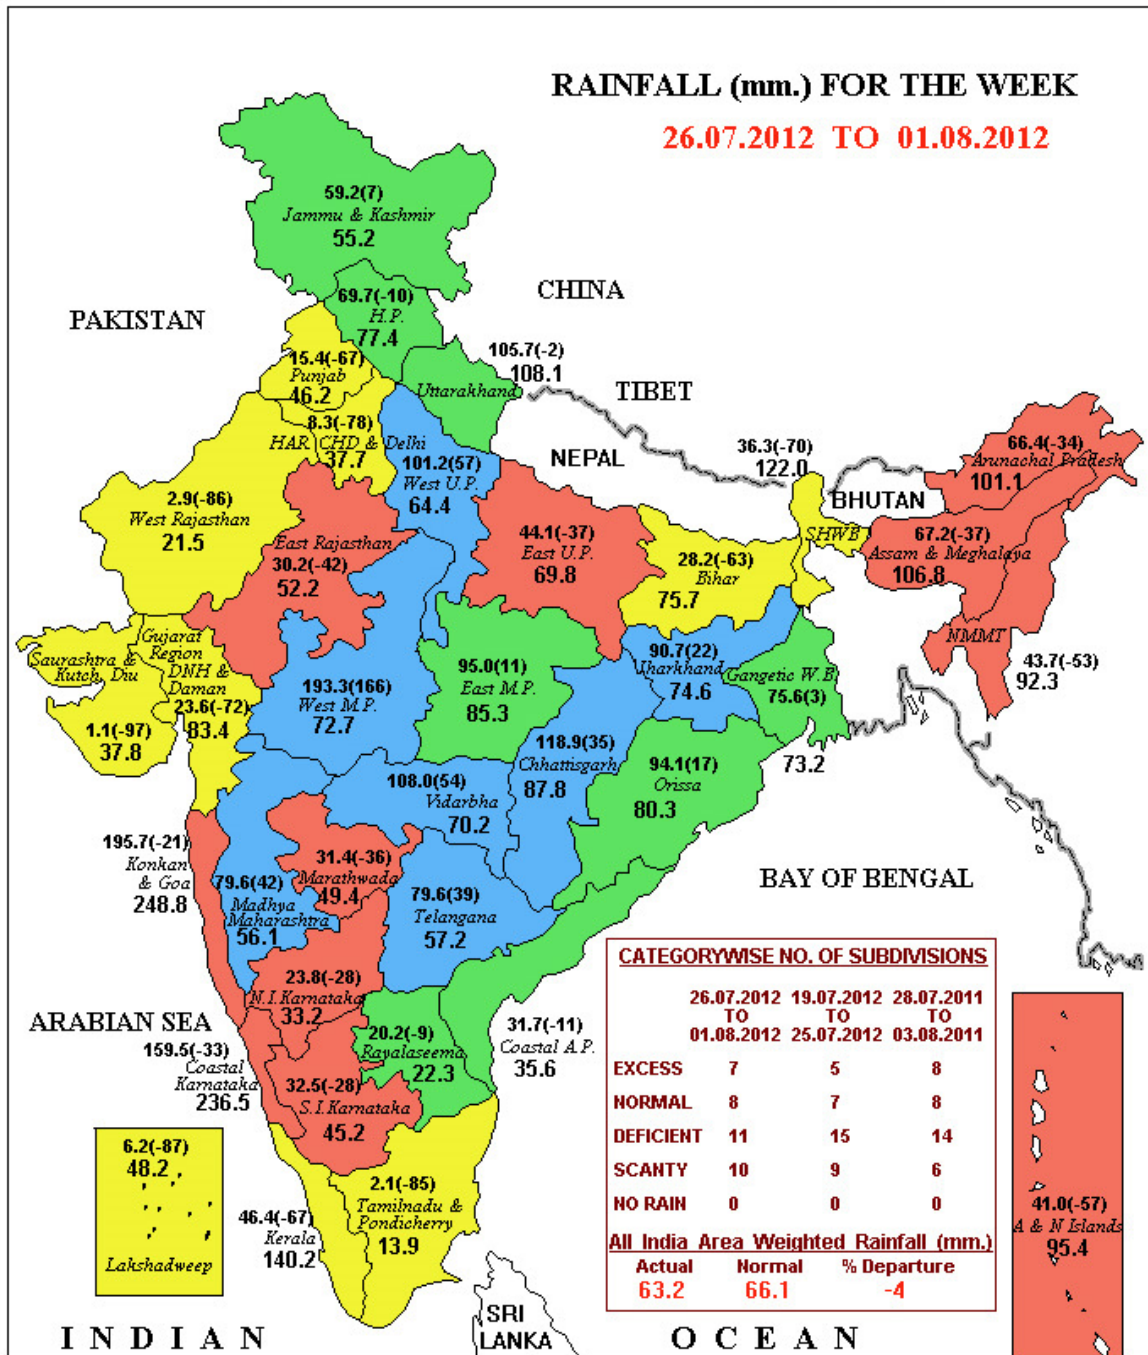 RAINFALL (mm.) FOR THE WEEK
26.07.2012 TO 01.08.2012
59.2(7)
Jammu & Kashmir
55.2
CHINA
69.7(-10)
H.P.
77.4
PAKISTAN
105.7(-2)
108.1
15.4(-67)
Punjab
46.2
Uttarakhand
TIBET
8.3(-78)
HAR CHD & Delhi
37.7
36.3(-70)
122.0
NEPAL
66.4(-34)
Arunachal Pradesh
101.1
101.2(57)
West U.P.
64.4
BHUTAN
2.9(-86)
West Rajasthan
21.5
44.1(-37)
East U.P.
69.8
SHWB
67.2(-37)
Assam & Meghalaya
106.8
East Rajasthan
30.2(-42)
52.2
28.2(-63)
Bihar
75.7
NMMT
43.7(-53)
92.3
Gujarat
Region
DNH &
Daman
23.6(-72)
83.4
Saurashtra &
Kutch, Diu
1.1(-97)
37.8
193.3(166)
West M.P.
72.7
95.0(11)
East M.P.
85.3
90.7(22)
Jharkhand
74.6
Gangetic W.B
75.6(3)
73.2
118.9(35)
Chhattisgarh
87.8
94.1(17)
Orissa
80.3
108.0(54)
Vidarbha
70.2
195.7(-21)
Konkan
& Goa
248.8
79.6(42)
Madhya
Maharashtra
56.1
31.4(-36)
Marathwada
49.4
79.6(39)
Telangana
57.2
BAY OF BENGAL
23.8(-28)
N.I.Karnataka
33.2
ARABIAN SEA
159.5(-33)
Coastal
Karnataka
236.5
20.2(-9)
Rayalaseema
22.3
31.7(-11)
Coastal A.P.
35.6
32.5(-28)
S.I.Karnataka
45.2
6.2(-87)
48.2
Lakshadweep
46.4(-67)
Kerala
140.2
2.1(-85)
Tamilnadu &
Pondicherry
13.9
CATEGORYWISE NO. OF SUBDIVISIONS
26.07.2012 19.07.2012 28.07.2011
TO TO TO
01.08.2012 25.07.2012 03.08.2011
EXCESS 7 5 8
NORMAL 8 7 8
DEFICIENT 11 15 14
SCANTY 10 9 6
NO RAIN 0 0 0
All India Area Weighted Rainfall (mm.)
Actual Normal % Departure
63.2 66.1 -4
41.0(-57)
A & N Islands
95.4
SRI
LANKA
INDIAN OCEAN